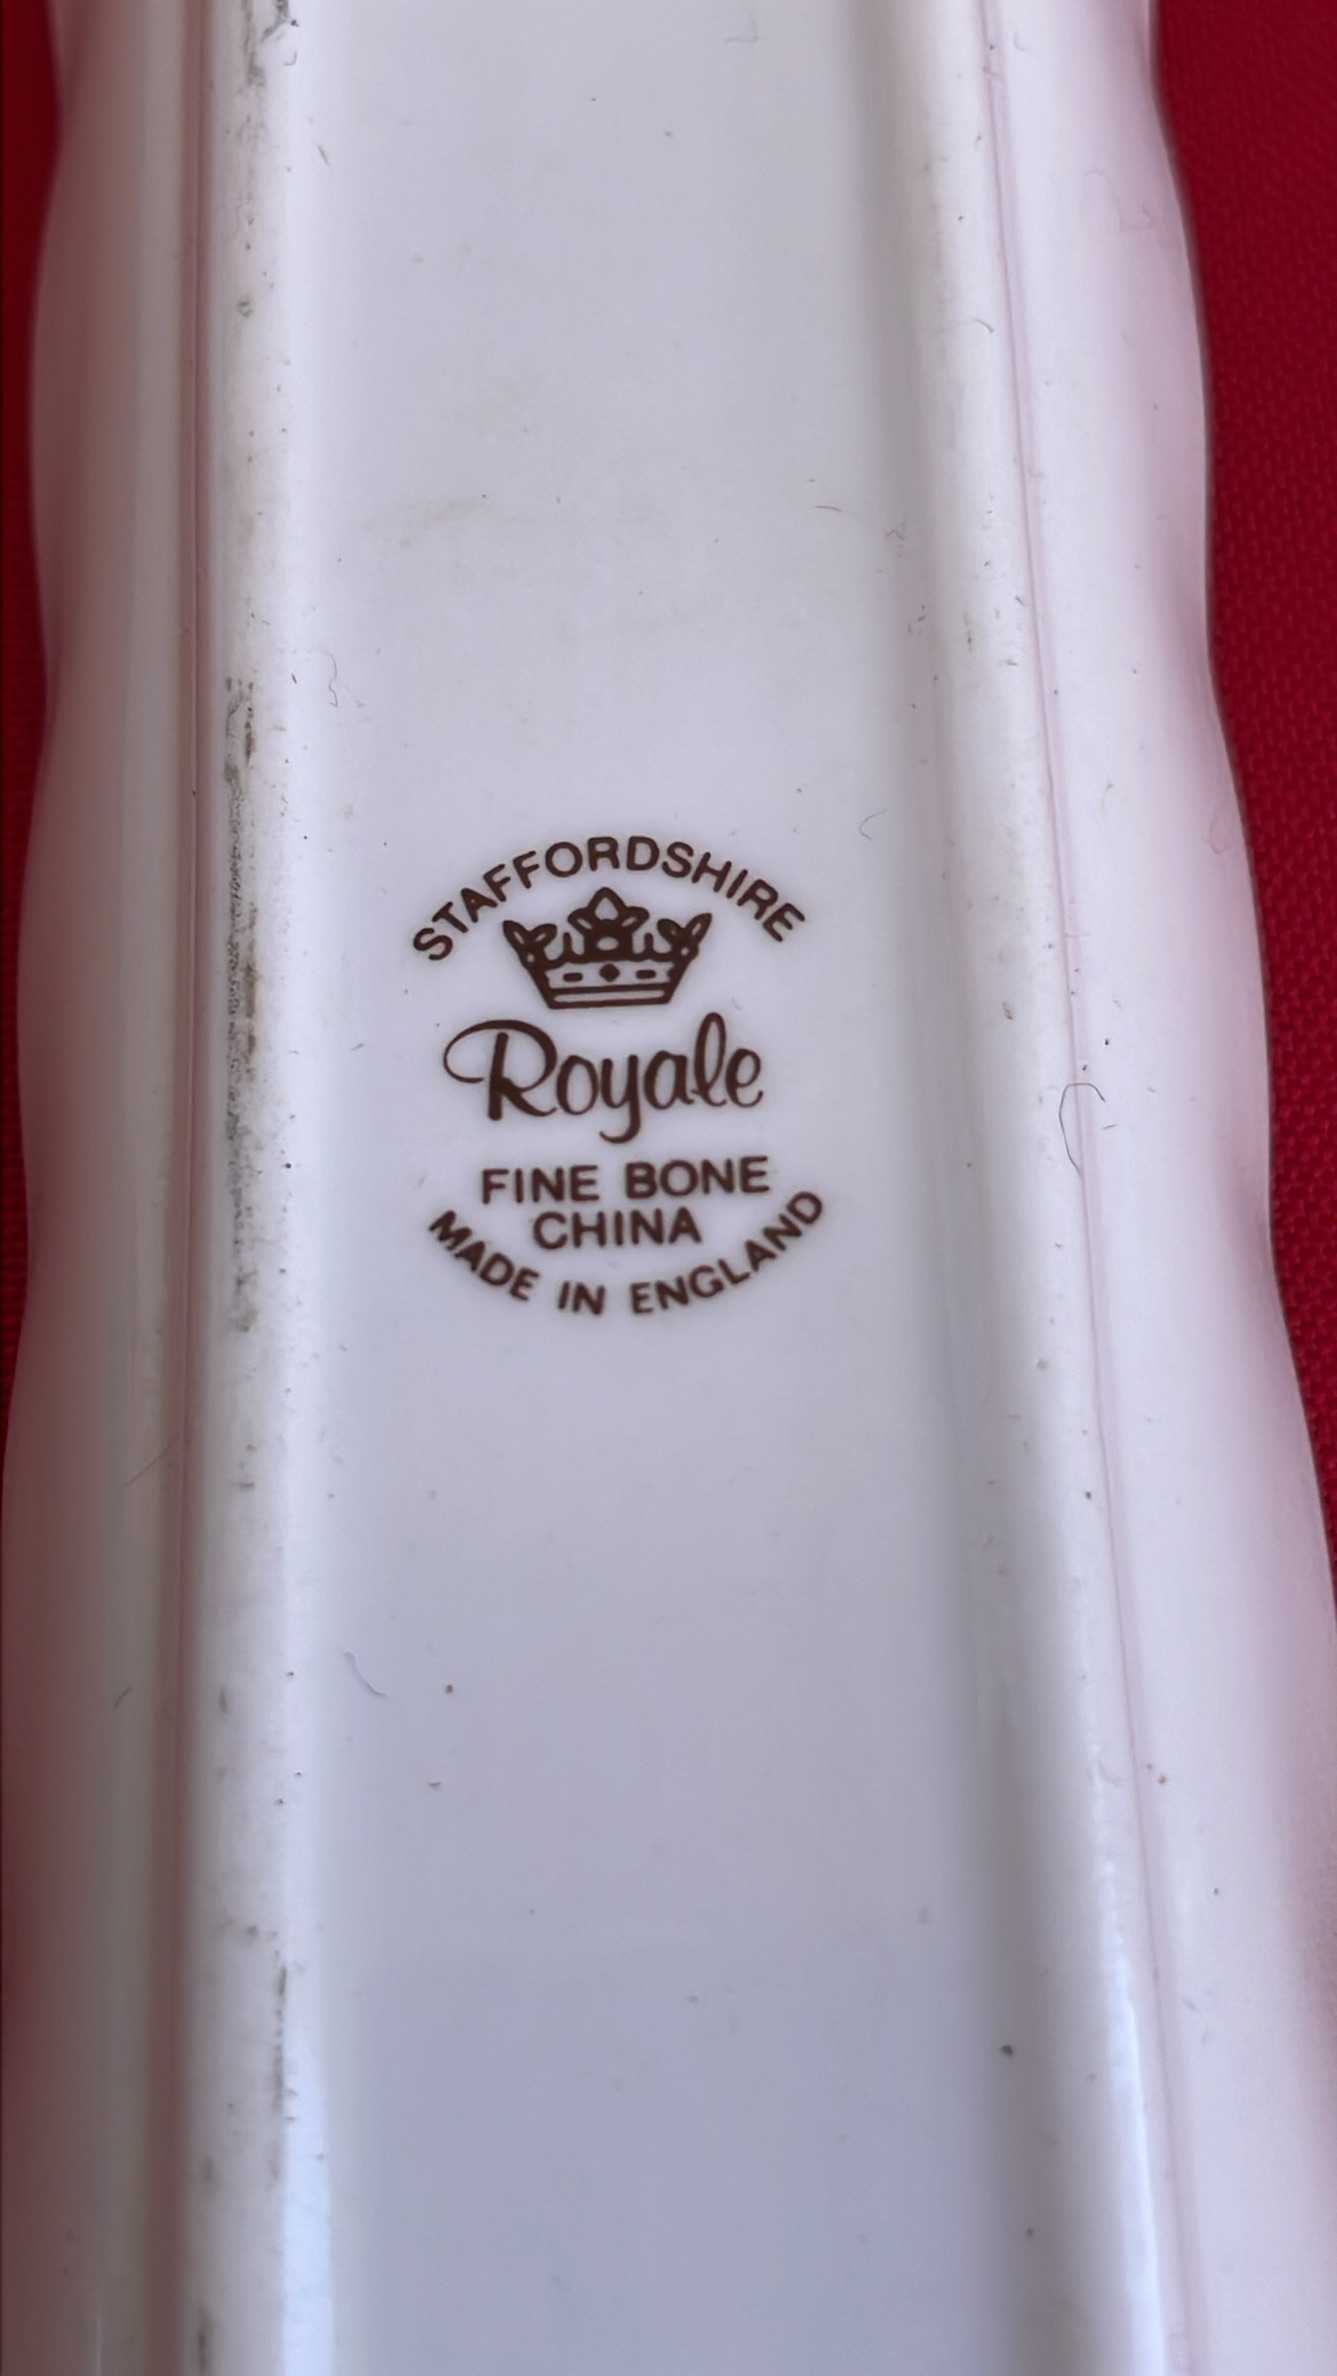 STAFFORDSHIRE
Royale
FINE BONE
CHINA
MADE IN ENGLAND